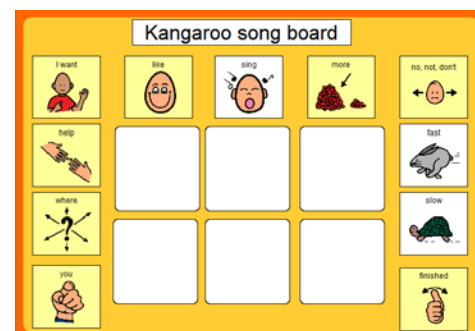 Kangaroo song board
I want
like
sing
more
no, not, don't
help
fast
where
slow
you
finished